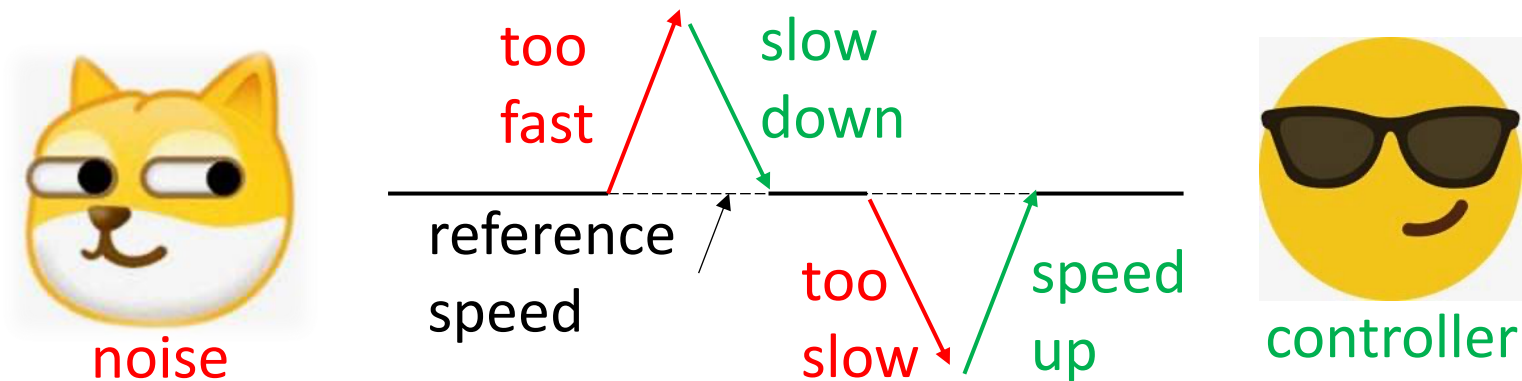 too
fast
slow
down
reference
speed
too
slow
speed
up
noise
controller